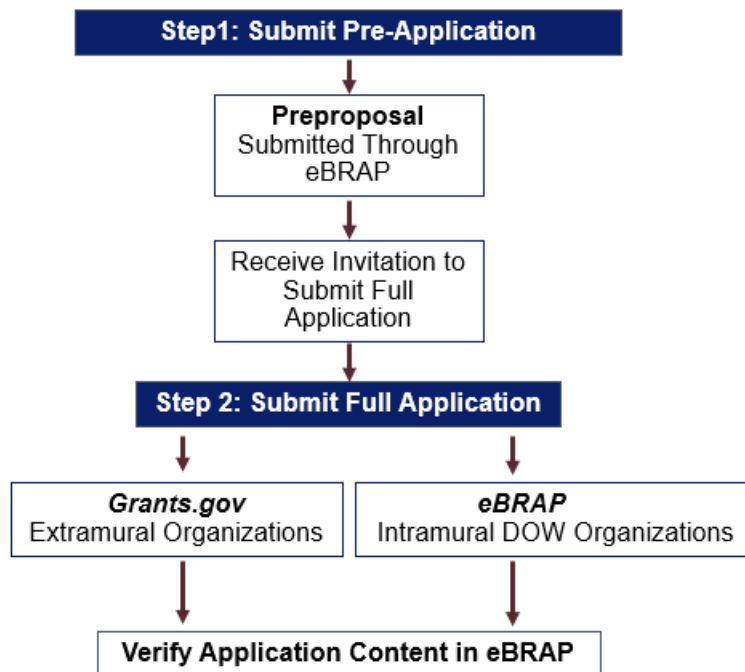 Step1: Submit Pre-Application
Preproposal
Submitted Through
eBRAP
Receive Invitation to
Submit Full
Application
Step 2: Submit Full Application
Grants.gov
Extramural Organizations
eBRAP
Intramural DOW Organizations
Verify Application Content in eBRAP